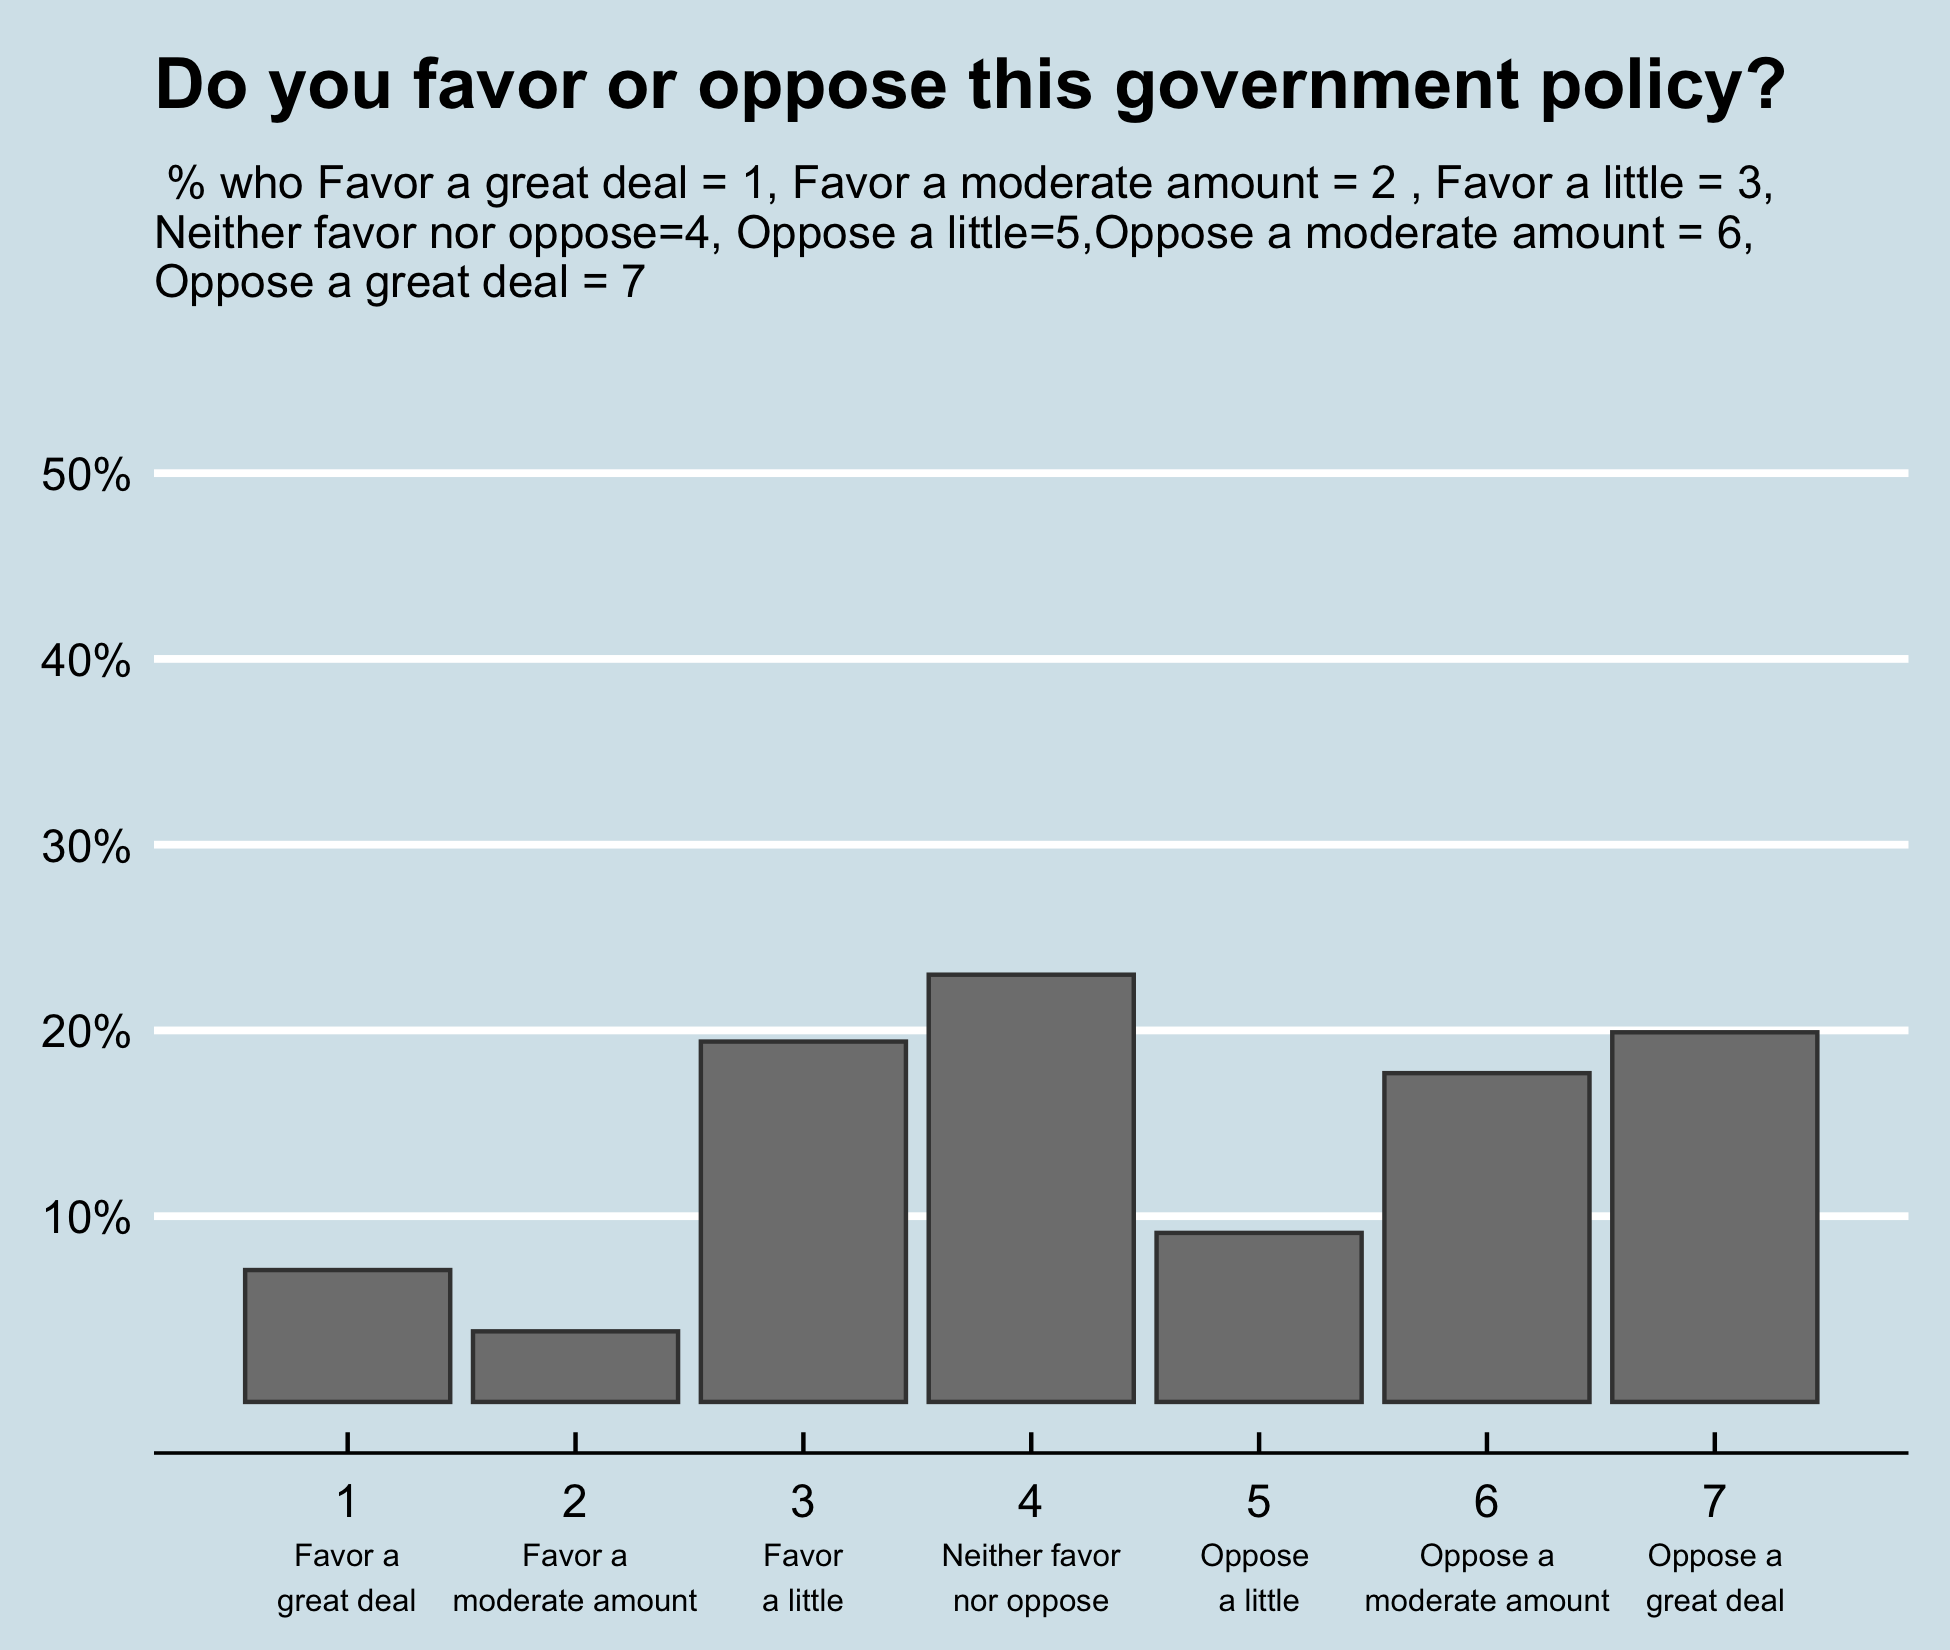 Do you favor or oppose this government policy?
% who Favor a great deal = 1, Favor a moderate amount = 2 , Favor a little = 3,
Neither favor nor oppose=4, Oppose a little=5,Oppose a moderate amount = 6,
Oppose a great deal = 7
50%
40%
30%
20%
10%
1 2 3 4 5 6 7
Favor a Favor a Favor Neither favor Oppose Oppose a Oppose a
great deal moderate amount a little nor oppose a little moderate amount great deal